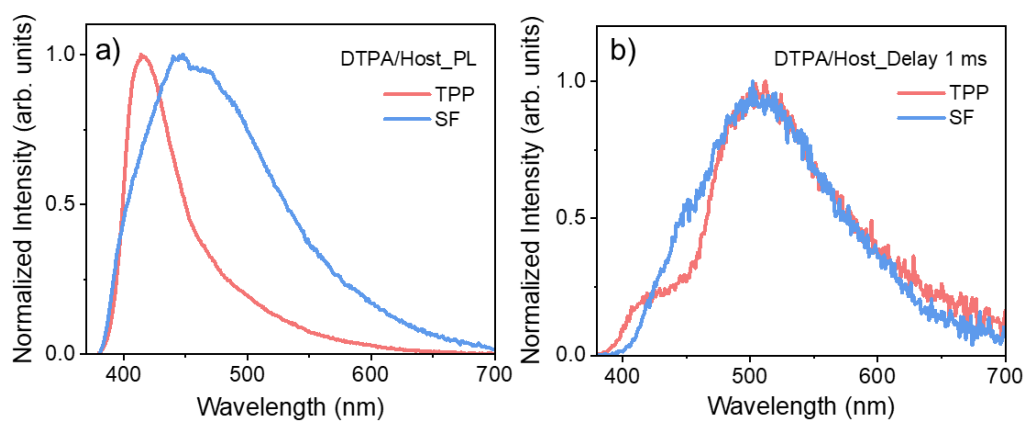 a)
DTPA/Host_PL
TPP
SF
Normalized Intensity (arb. units)
1.0
0.5
0.0
400
500
600
700
Wavelength (nm)
b)
DTPA/Host_Delay 1 ms
TPP
SF
Normalized Intensity (arb. units)
1.0
0.5
0.0
400
500
600
700
Wavelength (nm)